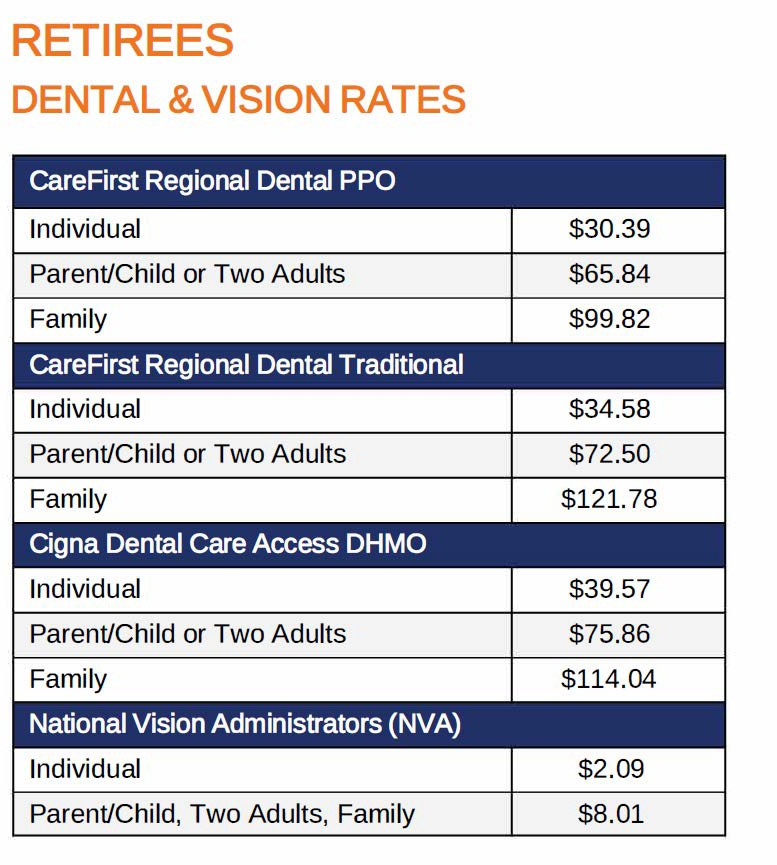 RETIREES
DENTAL & VISION RATES
CareFirst Regional Dental PPO
Individual $30.39
Parent/Child or Two Adults $65.84
Family $99.82
CareFirst Regional Dental Traditional
Individual $34.58
Parent/Child or Two Adults $72.50
Family $121.78
Cigna Dental Care Access DHMO
Individual $39.57
Parent/Child or Two Adults $75.86
Family $114.04
National Vision Administrators (NVA)
Individual $2.09
Parent/Child, Two Adults, Family $8.01